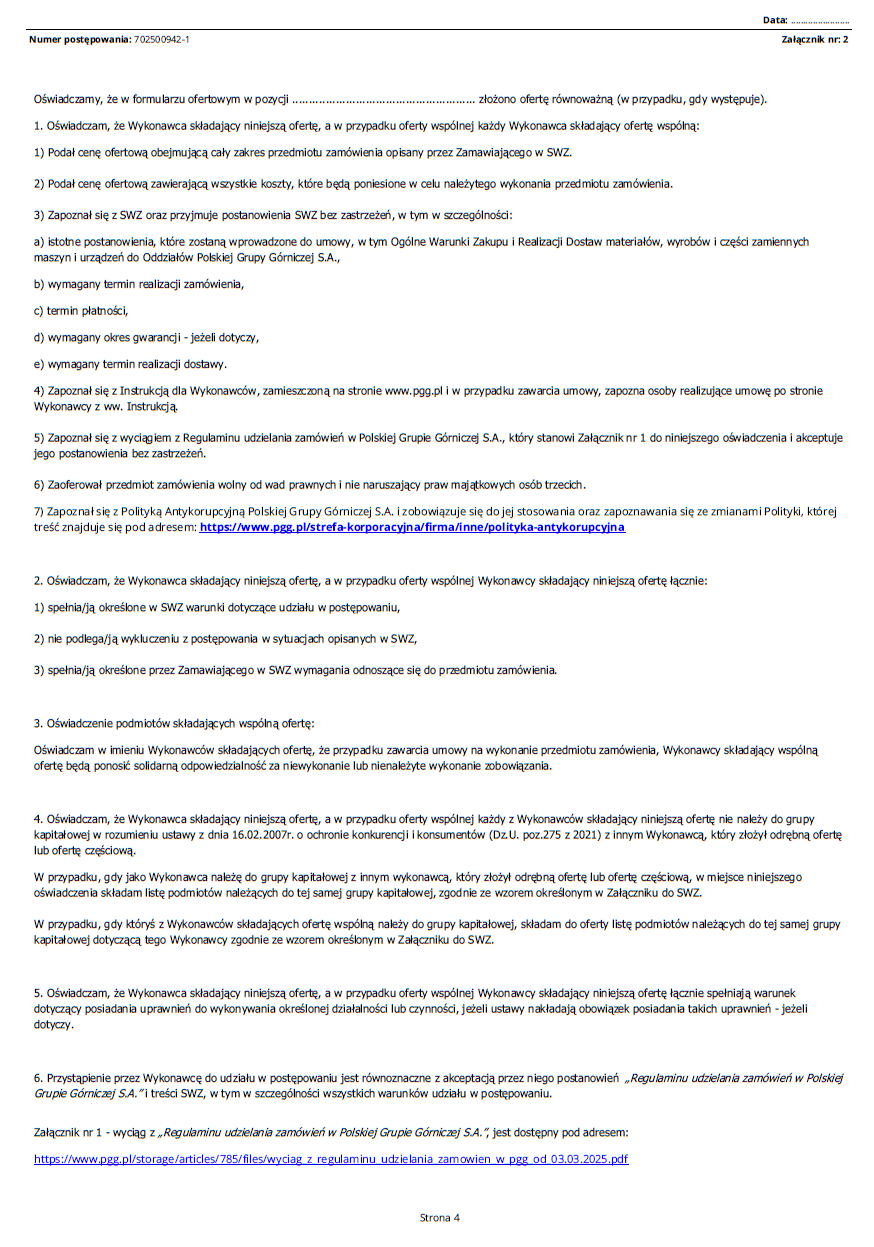 Data: ........................
Numer postępowania: 702500942-1 Załącznik nr: 2
Oświadczamy, że w formularzu ofertowym w pozycji ...................................................... złożono ofertę równoważną (w przypadku, gdy występuje).
1. Oświadczam, że Wykonawca składający niniejszą ofertę, a w przypadku oferty wspólnej każdy Wykonawca składający ofertę wspólną:
1) Podał cenę ofertową obejmującą cały zakres przedmiotu zamówienia opisany przez Zamawiającego w SWZ.
2) Podał cenę ofertową zawierającą wszystkie koszty, które będą poniesione w celu należytego wykonania przedmiotu zamówienia.
3) Zapoznał się z SWZ oraz przyjmuje postanowienia SWZ bez zastrzeżeń, w tym w szczególności:
a) istotne postanowienia, które zostaną wprowadzone do umowy, w tym Ogólne Warunki Zakupu i Realizacji Dostaw materiałów, wyrobów i części zamiennych
maszyn i urządzeń do Oddziałów Polskiej Grupy Górniczej S.A.,
b) wymagany termin realizacji zamówienia,
c) termin płatności,
d) wymagany okres gwarancji - jeżeli dotyczy,
e) wymagany termin realizacji dostawy.
4) Zapoznał się z Instrukcją dla Wykonawców, zamieszczoną na stronie www.pgg.pl i w przypadku zawarcia umowy, zapozna osoby realizujące umowę po stronie
Wykonawcy z ww. Instrukcją.
5) Zapoznał się z wyciągiem z Regulaminu udzielania zamówień w Polskiej Grupie Górniczej S.A., który stanowi Załącznik nr 1 do niniejszego oświadczenia i akceptuje
jego postanowienia bez zastrzeżeń.
6) Zaoferował przedmiot zamówienia wolny od wad prawnych i nie naruszający praw majątkowych osób trzecich.
7) Zapoznał się z Polityką Antykorupcyjną Polskiej Grupy Górniczej S.A. i zobowiązuje się do jej stosowania oraz zapoznawania się ze zmianami Polityki, której
treść znajduje się pod adresem: https://www.pgg.pl/strefa-korporacyjna/firma/inne/polityka-antykorupcyjna
2. Oświadczam, że Wykonawca składający niniejszą ofertę, a w przypadku oferty wspólnej Wykonawcy składający niniejszą ofertę łącznie:
1) spełnia/ją określone w SWZ warunki dotyczące udziału w postępowaniu,
2) nie podlega/ją wykluczeniu z postępowania w sytuacjach opisanych w SWZ,
3) spełnia/ją określone przez Zamawiającego w SWZ wymagania odnoszące się do przedmiotu zamówienia.
3. Oświadczenie podmiotów składających wspólną ofertę:
Oświadczam w imieniu Wykonawców składających ofertę, że przypadku zawarcia umowy na wykonanie przedmiotu zamówienia, Wykonawcy składający wspólną
ofertę będą ponosić solidarną odpowiedzialność za niewykonanie lub nienależyte wykonanie zobowiązania.
4. Oświadczam, że Wykonawca składający niniejszą ofertę, a w przypadku oferty wspólnej każdy z Wykonawców składający niniejszą ofertę nie należy do grupy
kapitałowej w rozumieniu ustawy z dnia 16.02.2007r. o ochronie konkurencji i konsumentów (Dz.U. poz.275 z 2021) z innym Wykonawcą, który złożył odrębną ofertę
lub ofertę częściową.
W przypadku, gdy jako Wykonawca należę do grupy kapitałowej z innym wykonawcą, który złożył odrębną ofertę lub ofertę częściową, w miejsce niniejszego
oświadczenia składam listę podmiotów należących do tej samej grupy kapitałowej, zgodnie ze wzorem określonym w Załączniku do SWZ.
W przypadku, gdy któryś z Wykonawców składających ofertę wspólną należy do grupy kapitałowej, składam do oferty listę podmiotów należących do tej samej grupy
kapitałowej dotyczącą tego Wykonawcy zgodnie ze wzorem określonym w Załączniku do SWZ.
5. Oświadczam, że Wykonawca składający niniejszą ofertę, a w przypadku oferty wspólnej Wykonawcy składający niniejszą ofertę łącznie spełniają warunek
dotyczący posiadania uprawnień do wykonywania określonej działalności lub czynności, jeżeli ustawy nakładają obowiązek posiadania takich uprawnień - jeżeli
dotyczy.
6. Przystąpienie przez Wykonawcę do udziału w postępowaniu jest równoznaczne z akceptacją przez niego postanowień „Regulaminu udzielania zamówień w Polskiej
Grupie Górniczej S.A.” i treści SWZ, w tym w szczególności wszystkich warunków udziału w postępowaniu.
Załącznik nr 1 - wyciąg z „Regulaminu udzielania zamówień w Polskiej Grupie Górniczej S.A.”, jest dostępny pod adresem:
https://www.pgg.pl/storage/articles/785/files/wyciag_z_regulaminu_udzielania_zamowien_w_pgg_od_03.03.2025.pdf
Strona 4